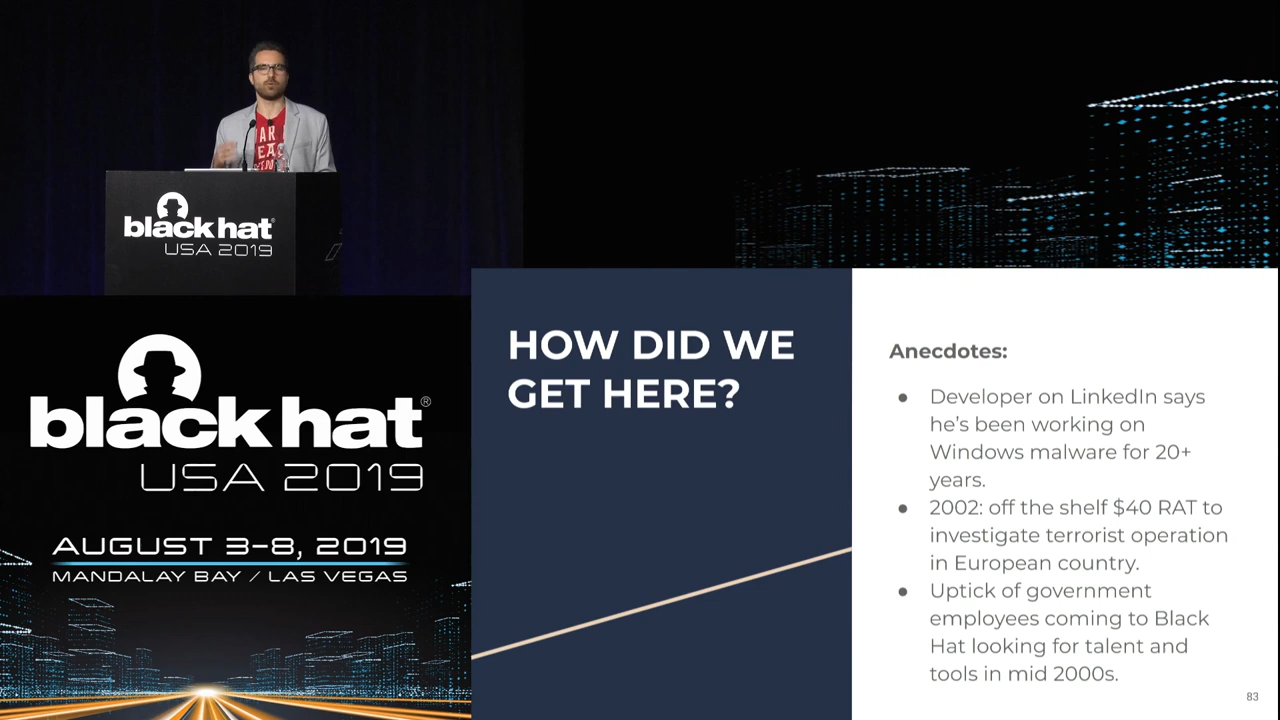 black hat
USA 2019
black hat®
USA 2019
AUGUST 3-8, 2019
MANDALAY BAY / LAS VEGAS
HOW DID WE
GET HERE?
Anecdotes:
● Developer on LinkedIn says
he’s been working on
Windows malware for 20+
years.
● 2002: off the shelf $40 RAT to
investigate terrorist operation
in European country.
● Uptick of government
employees coming to Black
Hat looking for talent and
tools in mid 2000s.
83